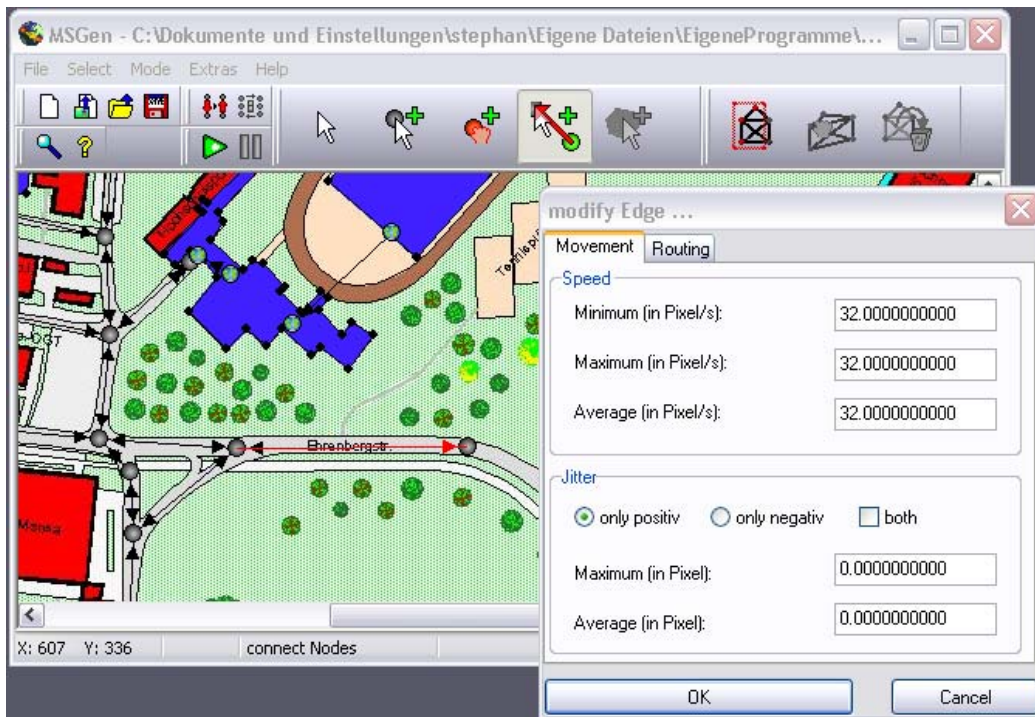 MSGen - C:\Dokumente und Einstellungen\stephan\Eigene Dateien\EigeneProgramme\...
File Select Mode Extras Help
modify Edge ...
Movement Routing
Speed
Minimum (in Pixel/s): 32.0000000000
Maximum (in Pixel/s): 32.0000000000
Average (in Pixel/s): 32.0000000000
Jitter
only positiv only negativ both
Maximum (in Pixel): 0.0000000000
Average (in Pixel): 0.0000000000
OK Cancel
Ehrenbergstr.
Mensa
X: 607 Y: 336 connect Nodes